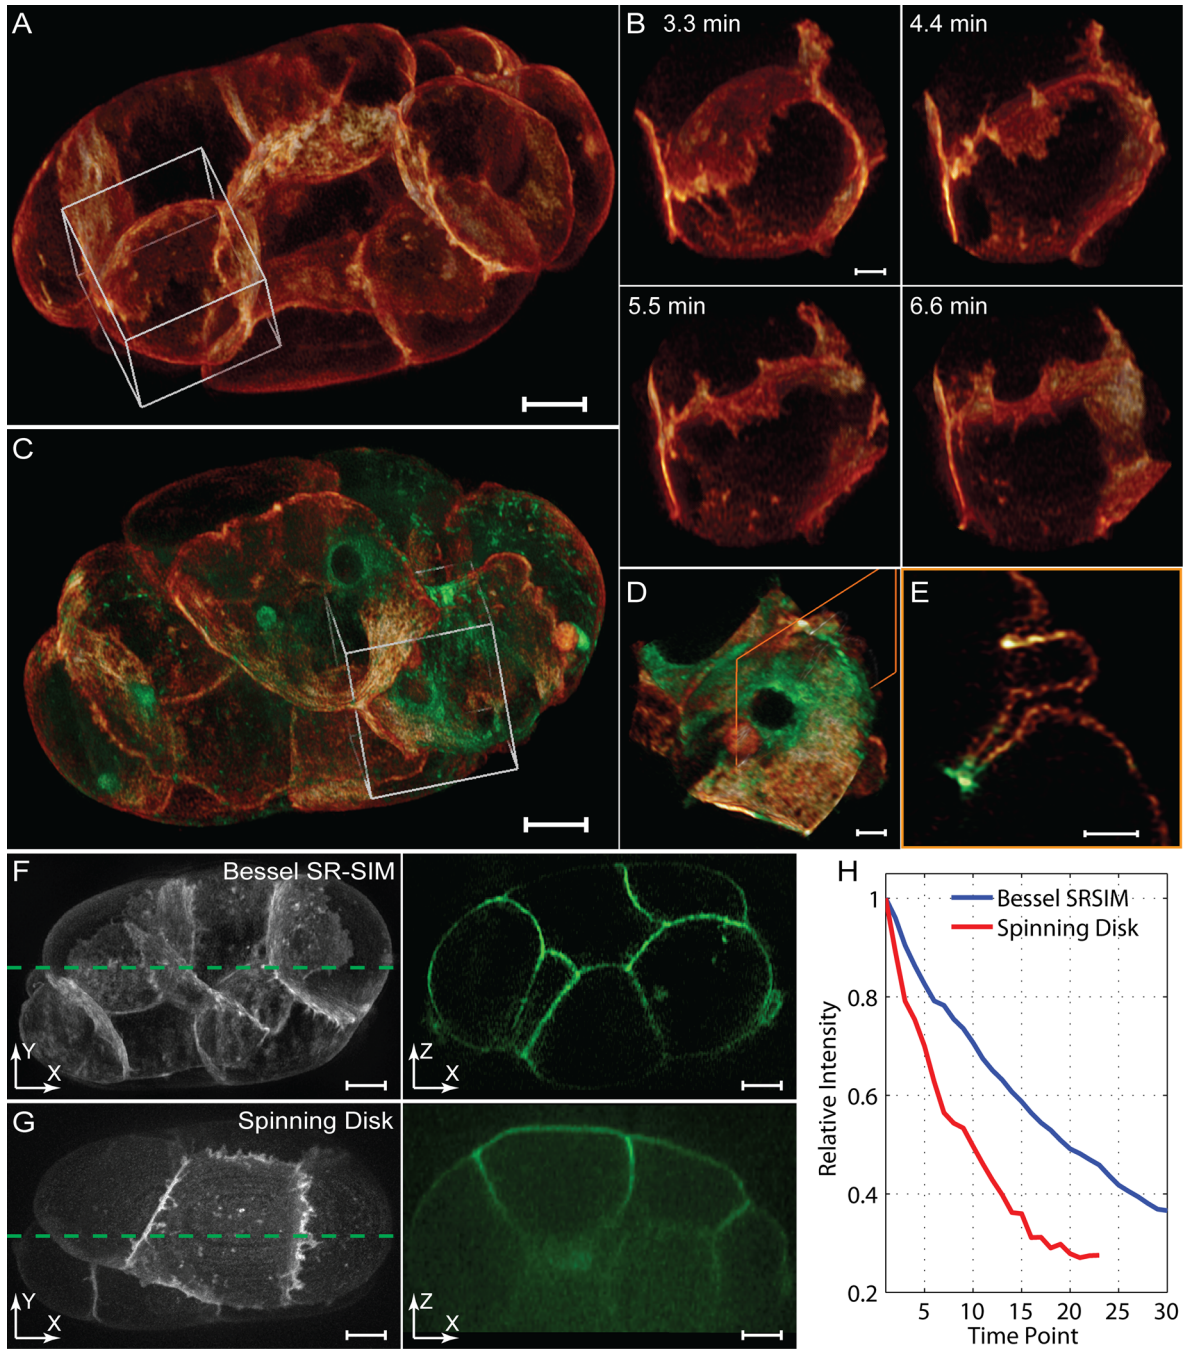 A
B 3.3 min
4.4 min
5.5 min
6.6 min
C
D
E
F Bessel SR-SIM
Y
X
Z
X
G Spinning Disk
Y
X
Z
X
H
Bessel SRSIM
Spinning Disk
Relative Intensity
1
0.8
0.6
0.4
0.2
5 10 15 20 25 30
Time Point